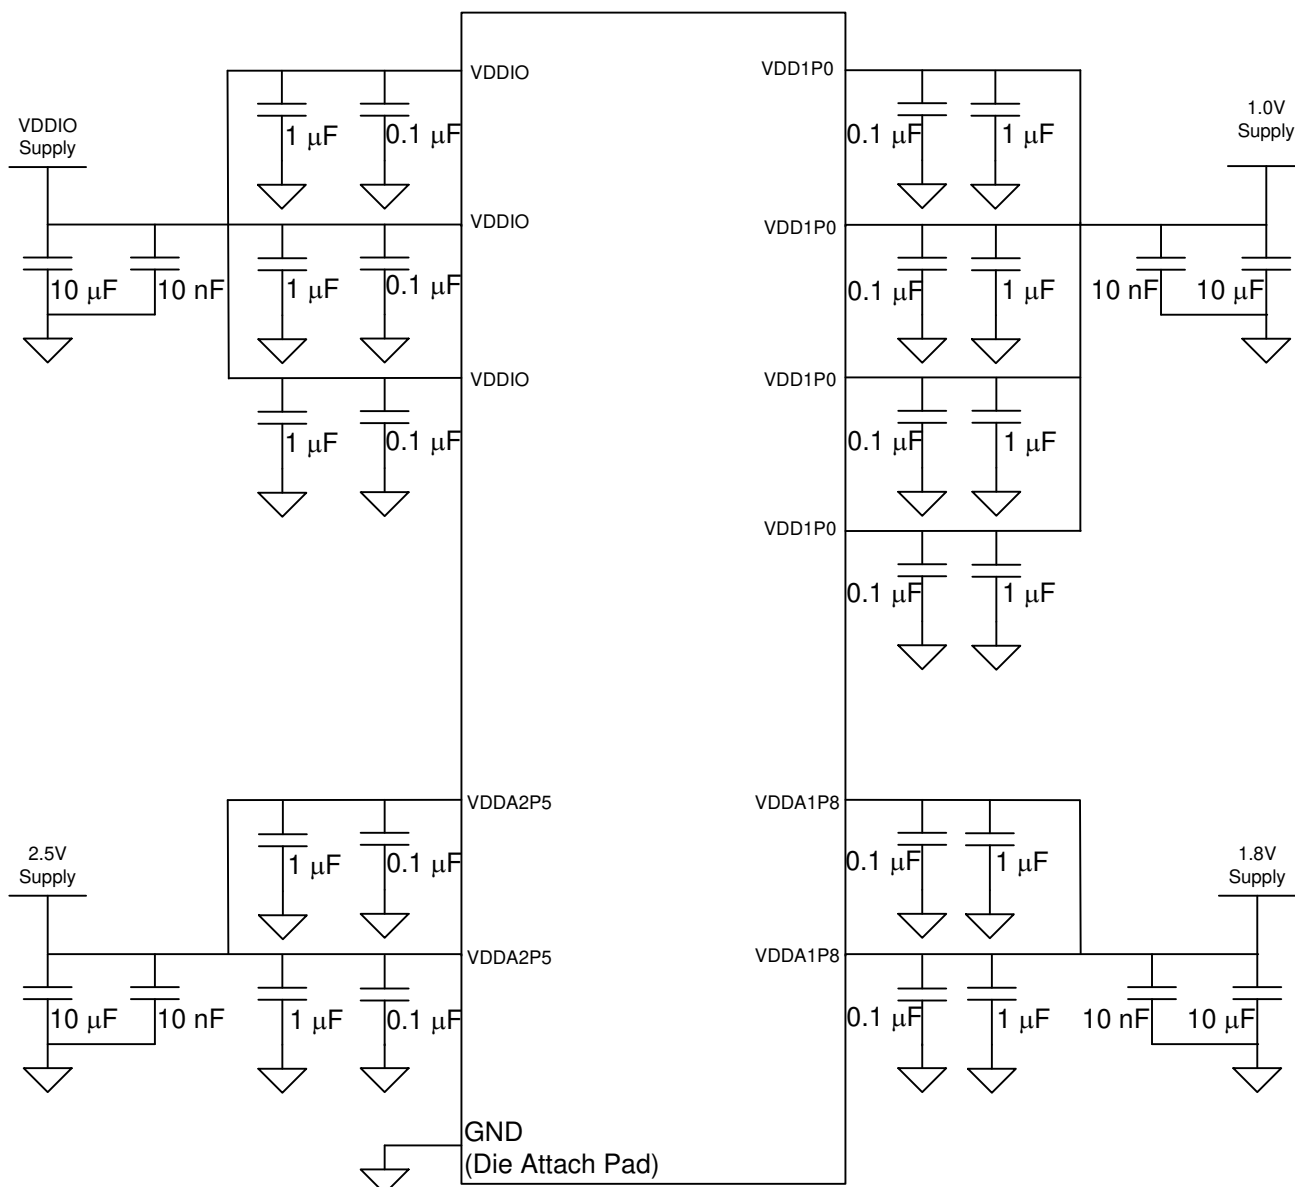 VDDIO
VDD1P0
1 μF
0.1 μF
0.1 μF
1 μF
VDDIO
Supply
1.0V
Supply
VDDIO
VDD1P0
10 μF
10 nF
1 μF
0.1 μF
0.1 μF
1 μF
10 nF
10 μF
VDDIO
VDD1P0
1 μF
0.1 μF
0.1 μF
1 μF
VDD1P0
0.1 μF
1 μF
VDDA2P5
VDDA1P8
1 μF
0.1 μF
0.1 μF
1 μF
2.5V
Supply
1.8V
Supply
VDDA2P5
VDDA1P8
10 μF
10 nF
1 μF
0.1 μF
0.1 μF
1 μF
10 nF
10 μF
GND
(Die Attach Pad)